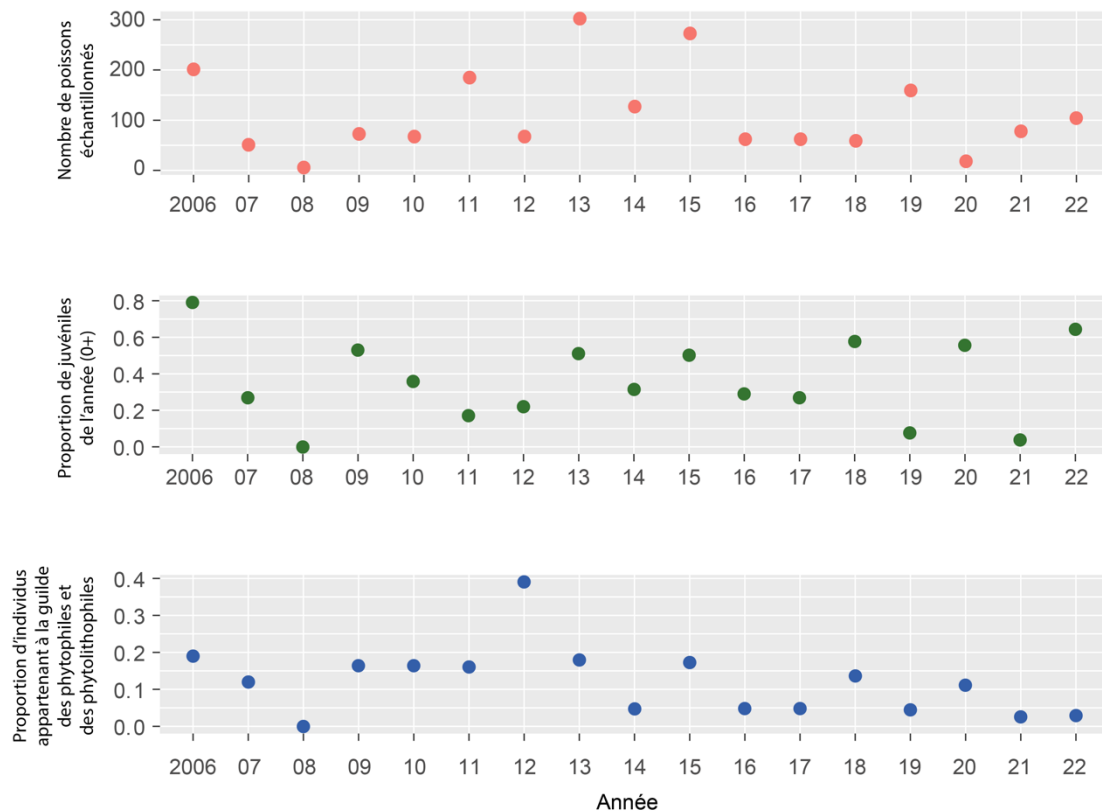 Nombre de poissons
échantillonnés
300
200
100
0
2006 07 08 09 10 11 12 13 14 15 16 17 18 19 20 21 22
Proportion de juvéniles
de l'année (0+)
0.8
0.6
0.4
0.2
0.0
2006 07 08 09 10 11 12 13 14 15 16 17 18 19 20 21 22
Proportion d'individus
appartenant à la guilde
des phytophiles et
des phytolithophiles
0.4
0.3
0.2
0.1
0.0
2006 07 08 09 10 11 12 13 14 15 16 17 18 19 20 21 22
Année